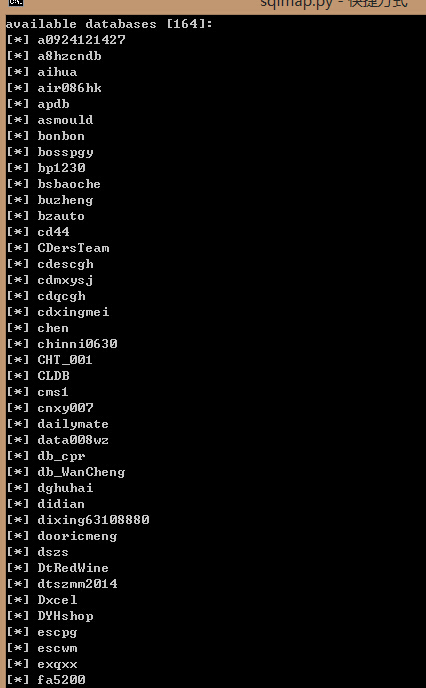 sqlmap.py - 快捷方式
available databases [164]:
[*] a0924121427
[*] a8hzcndb
[*] aihua
[*] air086hk
[*] apdb
[*] asmould
[*] bonbon
[*] bosspgy
[*] bp1230
[*] bsbaoche
[*] buzheng
[*] bzauto
[*] cd44
[*] CDersTeam
[*] cdescgh
[*] cdmxysj
[*] cdqcgh
[*] cdxingmei
[*] chen
[*] chinni0630
[*] CHT_001
[*] CLDB
[*] cms1
[*] cnxy007
[*] dailymate
[*] data008wz
[*] db_cpr
[*] db_WanCheng
[*] dghuhai
[*] didian
[*] dixing63108880
[*] dooricmeng
[*] dszs
[*] DtRedWine
[*] dtszmm2014
[*] Dxcel
[*] DYHshop
[*] escpg
[*] escwm
[*] exqxx
[*] fa5200